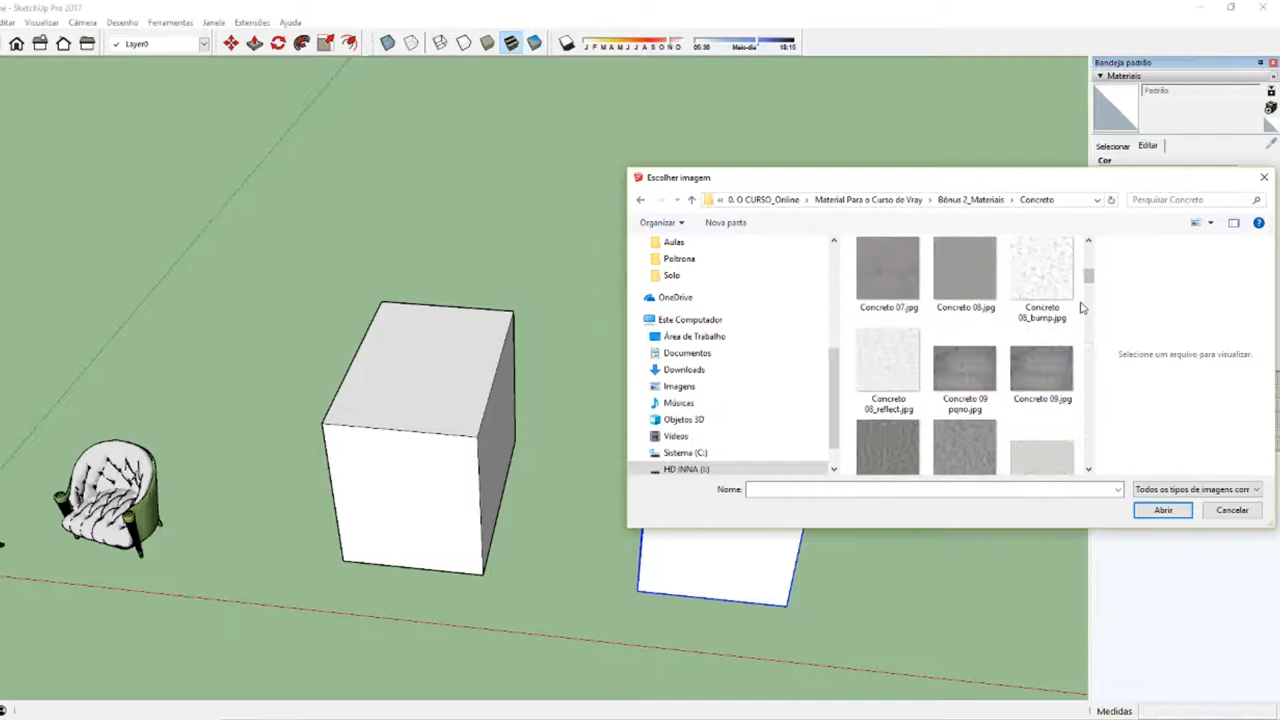 ne - SketchUp Pro 2017
ditar Visualizar Câmera Desenho Ferramentas Janela Extensões Ajuda
Layer0
J F M A M J J A S O N D
05:30 Meio-dia 18:15
Bandeja padrão
Materiais
Padrão
Selecionar Editar
Cor
Escolher imagem
« 0. O CURSO_Online › Material Para o Curso de Vray › Bônus 2_Materiais › Concreto
Pesquisar Concreto
Organizar Nova pasta
Aulas
Poltrona
Solo
OneDrive
Este Computador
Área de Trabalho
Documentos
Downloads
Imagens
Músicas
Objetos 3D
Vídeos
Sistema (C:)
HD INNA (I:)
Concreto 07.jpg
Concreto 08.jpg
Concreto
08_bump.jpg
Concreto
08_reflect.jpg
Concreto 09
pqno.jpg
Concreto 09.jpg
Selecione um arquivo para visualizar.
Nome:
Todos os tipos de imagens com
Abrir Cancelar
Medidas